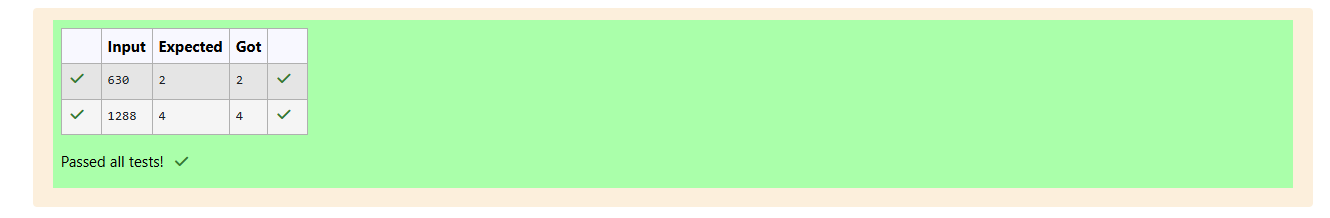 Input Expected Got
630 2 2
1288 4 4
Passed all tests!